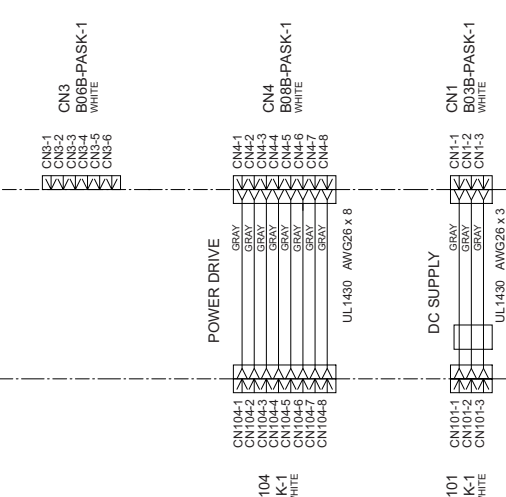 CN3
B06B-PASK-1
WHITE
CN3-1
CN3-2
CN3-3
CN3-4
CN3-5
CN3-6
CN4
B08B-PASK-1
WHITE
CN4-1
CN4-2
CN4-3
CN4-4
CN4-5
CN4-6
CN4-7
CN4-8
POWER DRIVE
GRAY
GRAY
GRAY
GRAY
GRAY
GRAY
GRAY
GRAY
UL1430 AWG26 x 8
CN104-1
CN104-2
CN104-3
CN104-4
CN104-5
CN104-6
CN104-7
CN104-8
104
K-1
CN1
B03B-PASK-1
WHITE
CN1-1
CN1-2
CN1-3
DC SUPPLY
GRAY
GRAY
GRAY
UL1430 AWG26 x 3
CN101-1
CN101-2
CN101-3
101
K-1